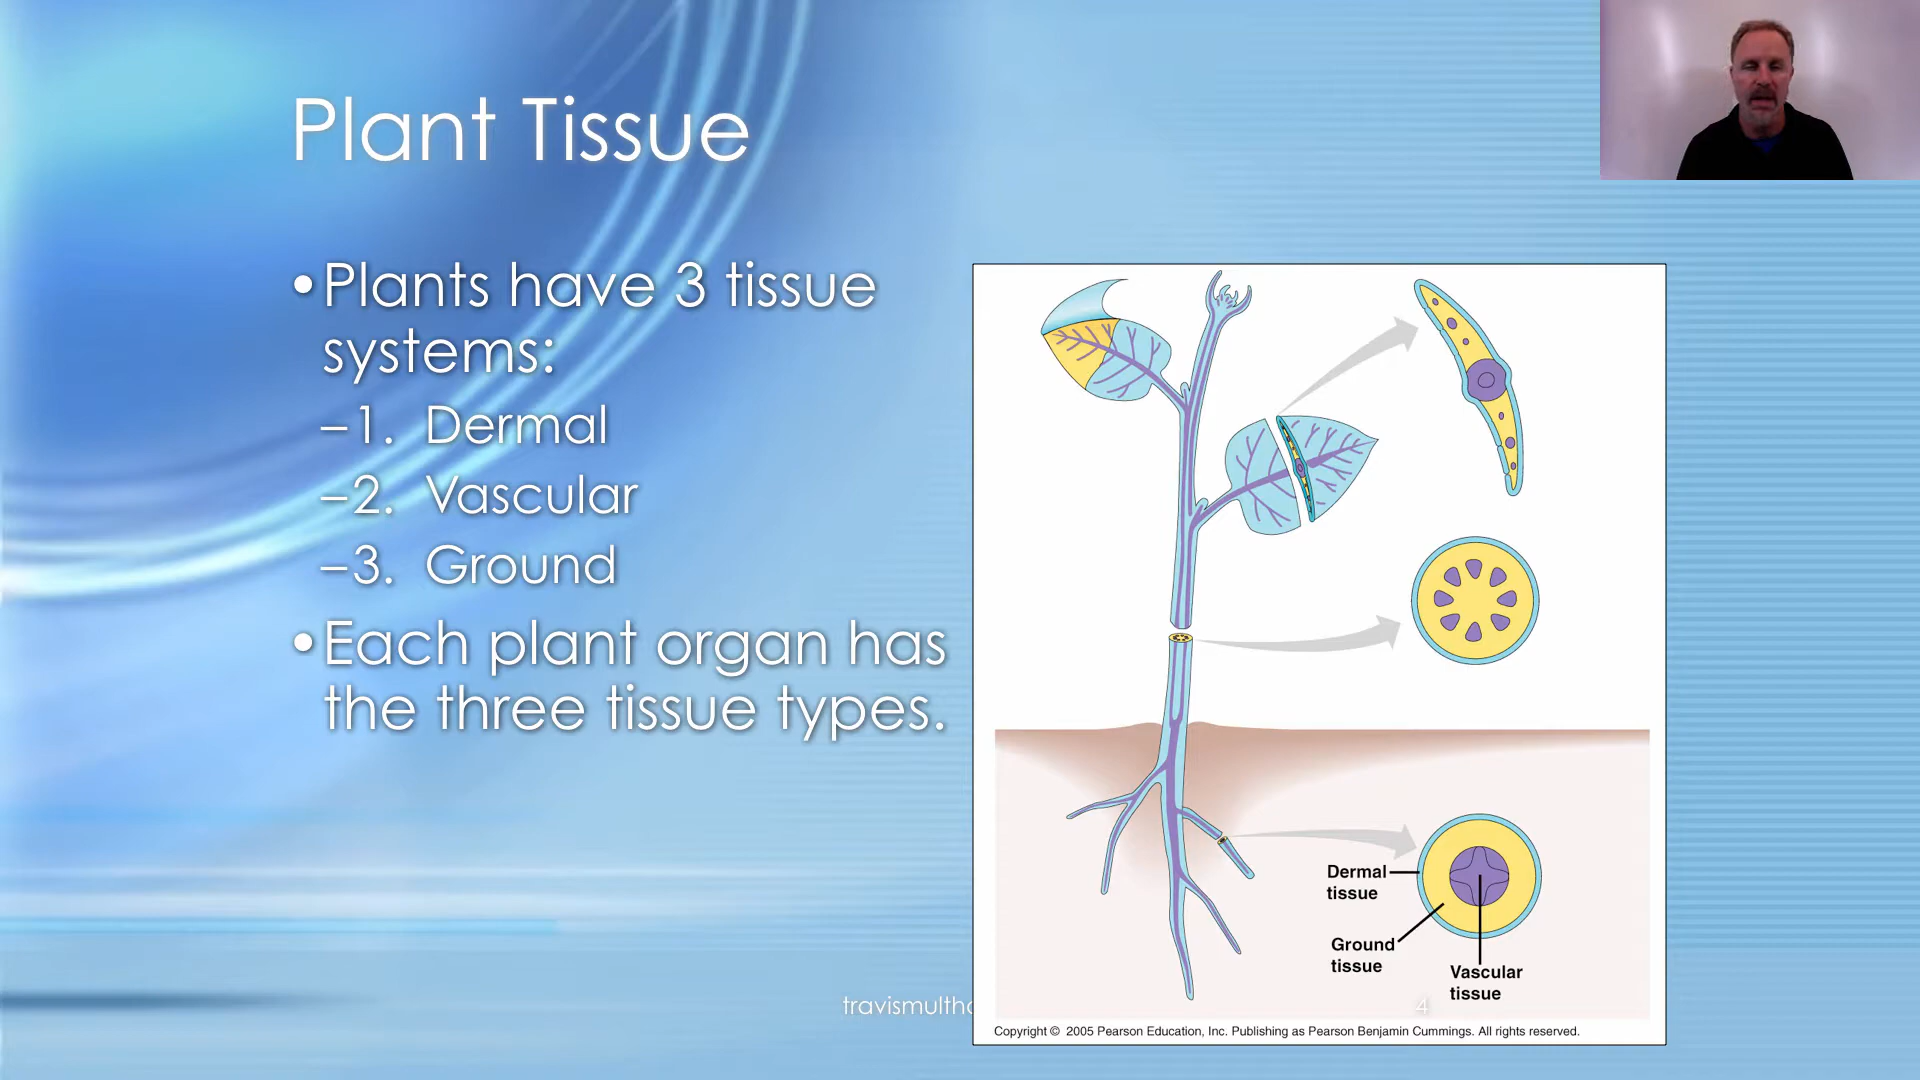 Plant Tissue
•Plants have 3 tissue
systems:
–1. Dermal
–2. Vascular
–3. Ground
•Each plant organ has
the three tissue types.
Dermal
tissue
Ground
tissue
Vascular
tissue
4
Copyright © 2005 Pearson Education, Inc. Publishing as Pearson Benjamin Cummings. All rights reserved.